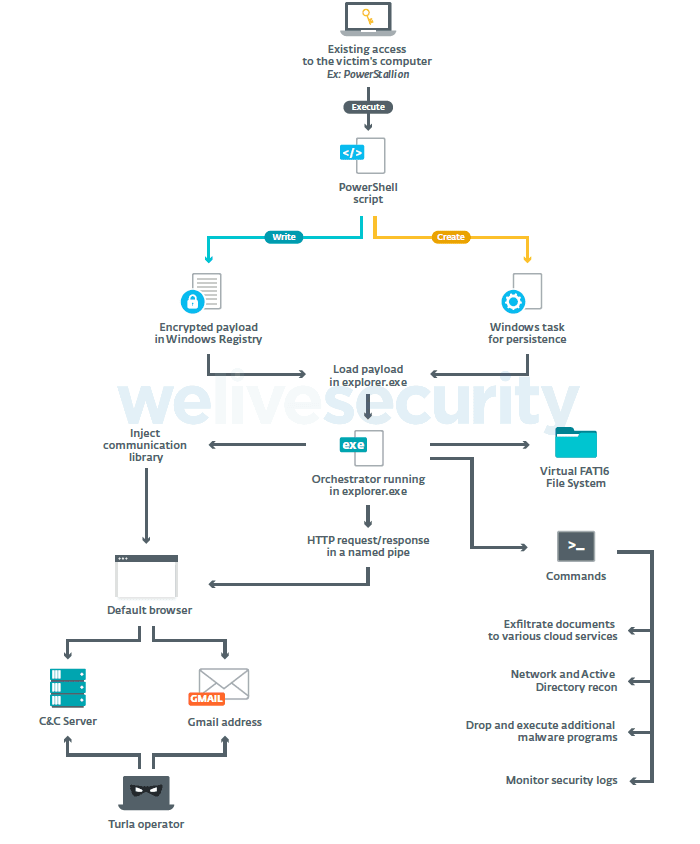 Existing access
to the victim's computer
Ex: PowerStallion
Execute
</>
PowerShell
script
Write
Create
Encrypted payload
in Windows Registry
Windows task
for persistence
Load payload
in explorer.exe
welivesecurity
Inject
communication
library
exe
Orchestrator running
in explorer.exe
Virtual FAT16
File System
HTTP request/response
in a named pipe
>_
Commands
Default browser
Exfiltrate documents
to various cloud services
Network and Active
Directory recon
GMAIL
C&C Server
Gmail address
Drop and execute additional
malware programs
Monitor security logs
Turla operator